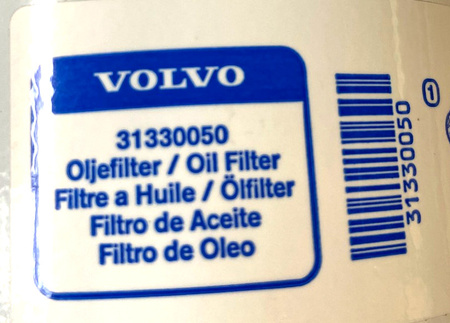 VOLVO
31330050
Oljefilter / Oil Filter
Filtre a Huile / Ölfilter
Filtro de Aceite
Filtro de Oleo
31330050
1